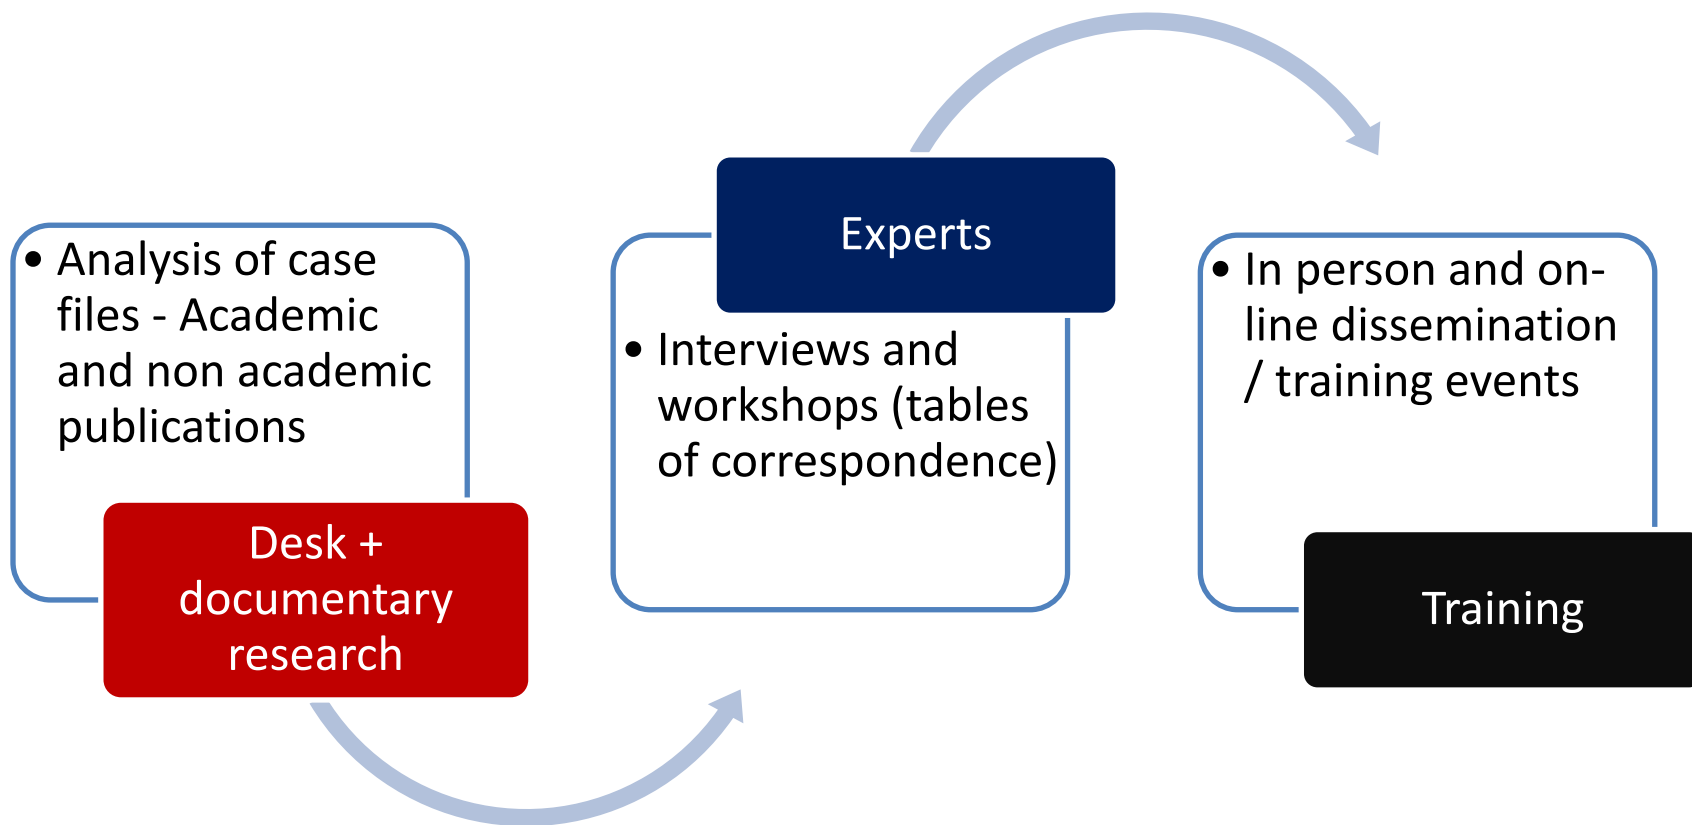 • Analysis of case
files - Academic
and non academic
publications
Desk +
documentary
research
Experts
• Interviews and
workshops (tables
of correspondence)
• In person and on-
line dissemination
/ training events
Training